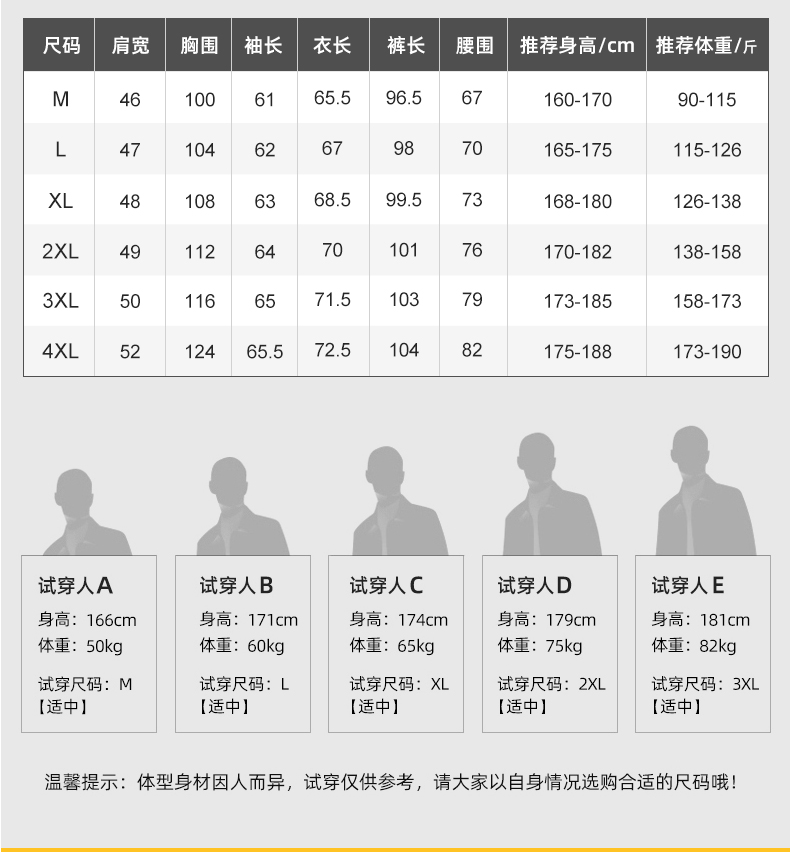 尺码 肩宽 胸围 袖长 衣长 裤长 腰围 推荐身高/cm 推荐体重/斤
M 46 100 61 65.5 96.5 67 160-170 90-115
L 47 104 62 67 98 70 165-175 115-126
XL 48 108 63 68.5 99.5 73 168-180 126-138
2XL 49 112 64 70 101 76 170-182 138-158
3XL 50 116 65 71.5 103 79 173-185 158-173
4XL 52 124 65.5 72.5 104 82 175-188 173-190
试穿人A
身高：166cm
体重：50kg
试穿尺码：M
【适中】
试穿人B
身高：171cm
体重：60kg
试穿尺码：L
【适中】
试穿人C
身高：174cm
体重：65kg
试穿尺码：XL
【适中】
试穿人D
身高：179cm
体重：75kg
试穿尺码：2XL
【适中】
试穿人E
身高：181cm
体重：82kg
试穿尺码：3XL
【适中】
温馨提示：体型身材因人而异，试穿仅供参考，请大家以自身情况选购合适的尺码哦！